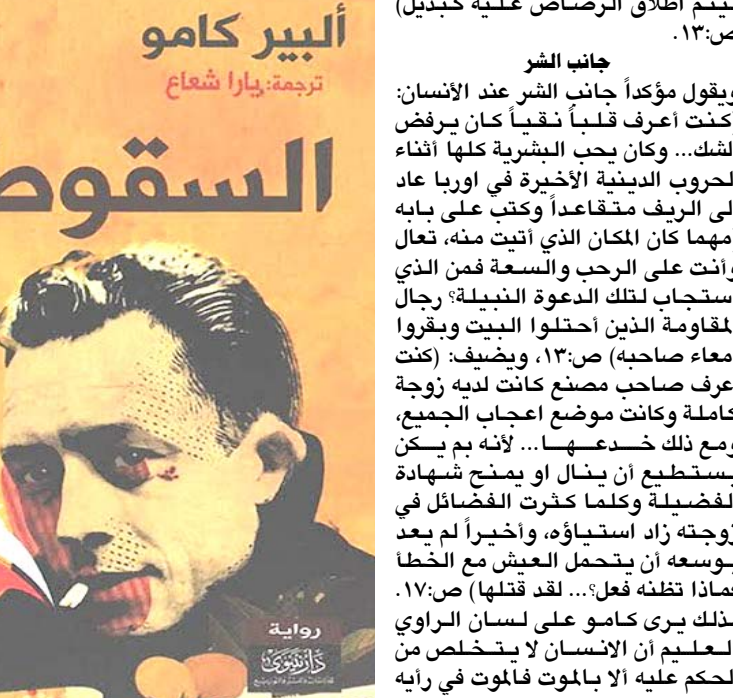 ألبير كامو
ترجمة: يارا شعاع
السقوط
رواية
دار نينوى
للدراسات والنشر والتوزيع
ليتم اطلاق الرصاص عليه كبديل)
ص:١٣.
جانب الشر
ويقول مؤكداً جانب الشر عند الأنسان:
(كنت أعرف قلباً نقياً كان يرفض
الشك... وكان يحب البشرية كلها أثناء
الحروب الدينية الأخيرة في اوربا عاد
الى الريف متقاعداً وكتب على بابه
مهما كان المكان الذي أتيت منه، تعال
وأنت على الرحب والسعة فمن الذي
استجاب لتلك الدعوة النبيلة؟ رجال
المقاومة الذين أحتلوا البيت وبقروا
امعاء صاحبه) ص:١٣، ويضيف: (كنت
اعرف صاحب مصنع كانت لديه زوجة
كاملة وكانت موضع اعجاب الجميع،
ومع ذلك خدعها... لأنه بم يكن
يستطيع أن ينال او يمنح شهادة
الفضيلة وكلما كثرت الفضائل في
زوجته زاد استياؤه، وأخيراً لم يعد
بوسعه أن يتحمل العيش مع الخطأ
فماذا تظنه فعل؟... لقد قتلها) ص:١٧.
لذلك يرى كامو على لسان الراوي
العليم أن الانسان لا يتخلص من
الحكم عليه ألا بالموت فالموت في رأيه